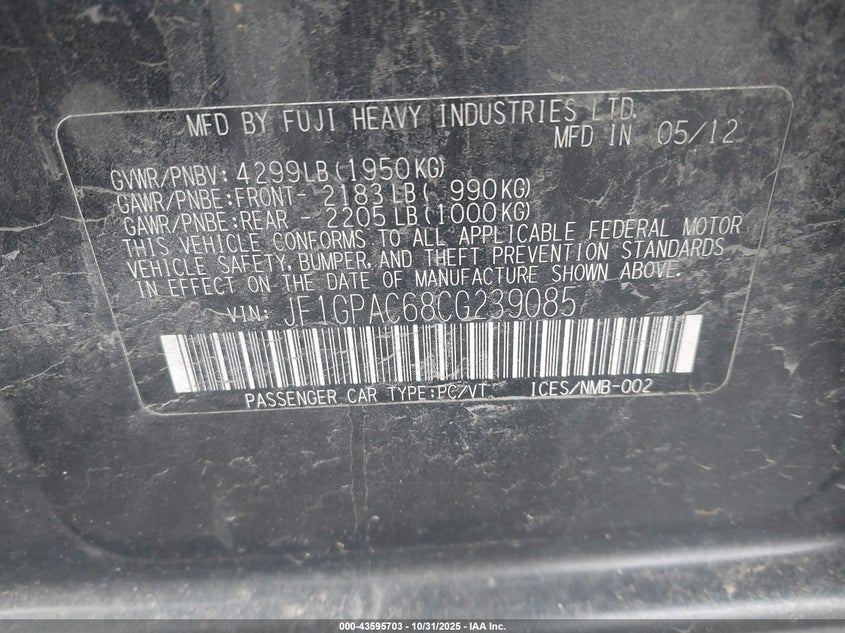 MFD BY FUJI HEAVY INDUSTRIES LTD.
MFD IN 05/12
GVWR/PNBV: 4299LB(1950KG)
GAWR/PNBE:FRONT- 2183LB( 990KG)
GAWR/PNBE:REAR - 2205LB(1000KG)
THIS VEHICLE CONFORMS TO ALL APPLICABLE FEDERAL MOTOR
VEHICLE SAFETY, BUMPER, AND THEFT PREVENTION STANDARDS
IN EFFECT ON THE DATE OF MANUFACTURE SHOWN ABOVE.
VIN: JF1GPAC68CG239085
PASSENGER CAR TYPE:PC/VT ICES/NMB-002
000-43595703 - 10/31/2025 - IAA Inc.